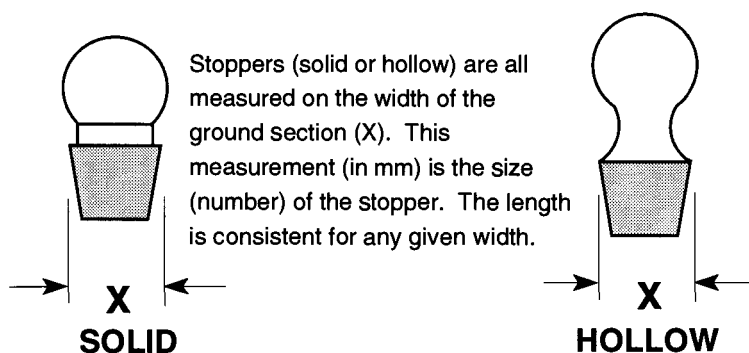 Stoppers (solid or hollow) are all
measured on the width of the
ground section (X). This
measurement (in mm) is the size
(number) of the stopper. The length
is consistent for any given width.
X
SOLID
X
HOLLOW